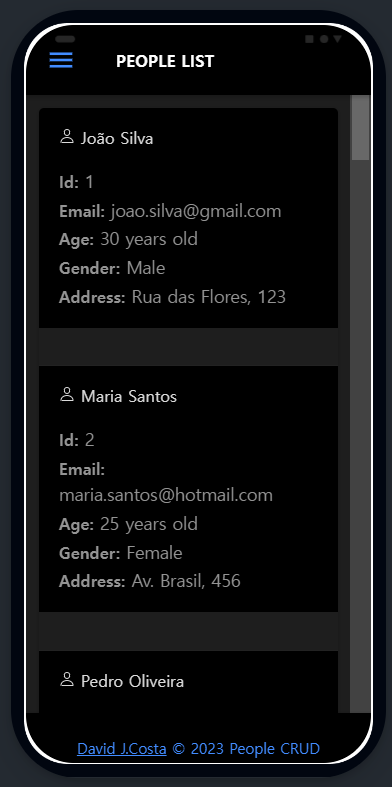 PEOPLE LIST
João Silva
Id: 1
Email: joao.silva@gmail.com
Age: 30 years old
Gender: Male
Address: Rua das Flores, 123
Maria Santos
Id: 2
Email:
maria.santos@hotmail.com
Age: 25 years old
Gender: Female
Address: Av. Brasil, 456
Pedro Oliveira
David J.Costa © 2023 People CRUD